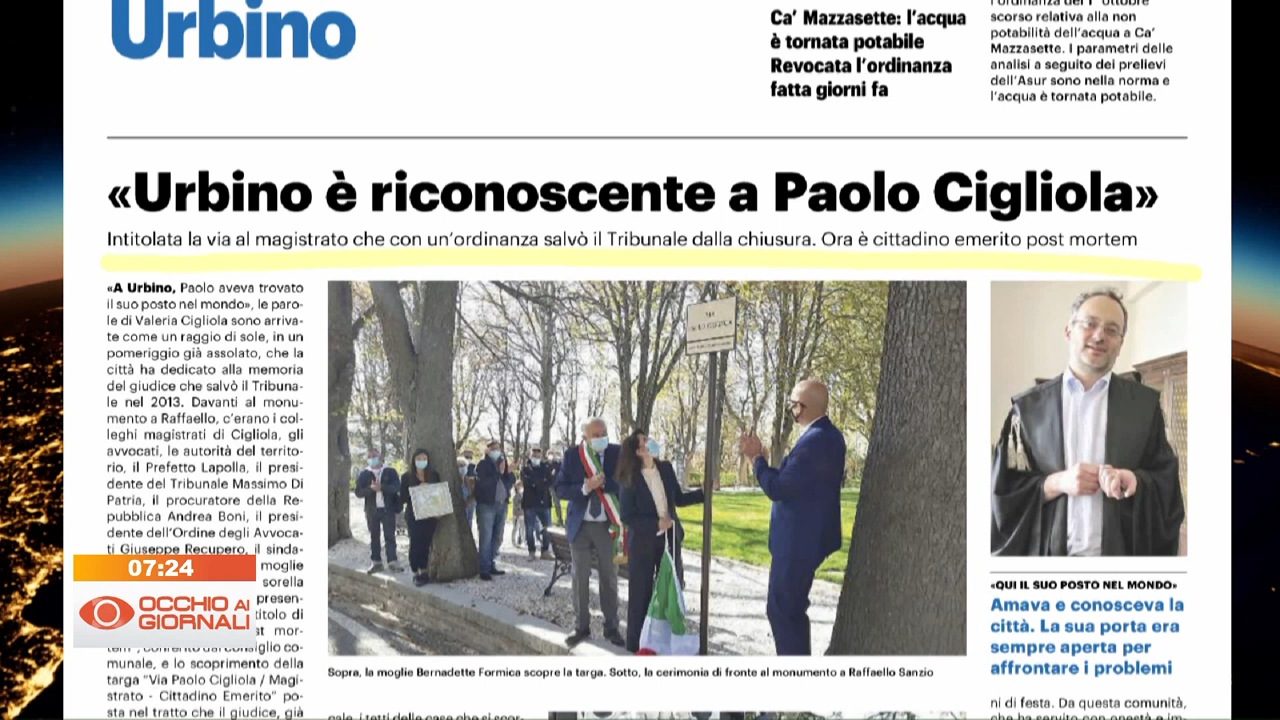 Urbino
Ca' Mazzasette: l'acqua
è tornata potabile
Revocata l'ordinanza
fatta giorni fa
l'ordinanza del 1° ottobre
scorso relativa alla non
potabilità dell'acqua a Ca'
Mazzasette. I parametri delle
analisi a seguito dei prelievi
dell'Asur sono nella norma e
l'acqua è tornata potabile.
«Urbino è riconoscente a Paolo Cigliola»
Intitolata la via al magistrato che con un'ordinanza salvò il Tribunale dalla chiusura. Ora è cittadino emerito post mortem
«A Urbino, Paolo aveva trovato
il suo posto nel mondo», le paro-
le di Valeria Cigliola sono arriva-
te come un raggio di sole, in un
pomeriggio già assolato, che la
città ha dedicato alla memoria
del giudice che salvò il Tribuna-
le nel 2013. Davanti al monu-
mento a Raffaello, c'erano i col-
leghi magistrati di Cigliola, gli
avvocati, le autorità del territo-
rio, il Prefetto Lapolla, il presi-
dente del Tribunale Massimo Di
Patria, il procuratore della Re-
pubblica Andrea Boni, il presi-
dente dell'Ordine degli Avvoca-
ti Giuseppe Recupero, il sinda-
moglie
sorella
presen-
titolo di
st mor-
tem", conferito dal consiglio co-
munale, e lo scoprimento della
targa "Via Paolo Cigliola / Magi-
strato - Cittadino Emerito" po-
sta nel tratto che il giudice, già
07:24
OCCHIO AI
GIORNALI
Sopra, la moglie Bernadette Formica scopre la targa. Sotto, la cerimonia di fronte al monumento a Raffaello Sanzio
«QUI IL SUO POSTO NEL MONDO»
Amava e conosceva la
città. La sua porta era
sempre aperta per
affrontare i problemi
ni di festa. Da questa comunità,